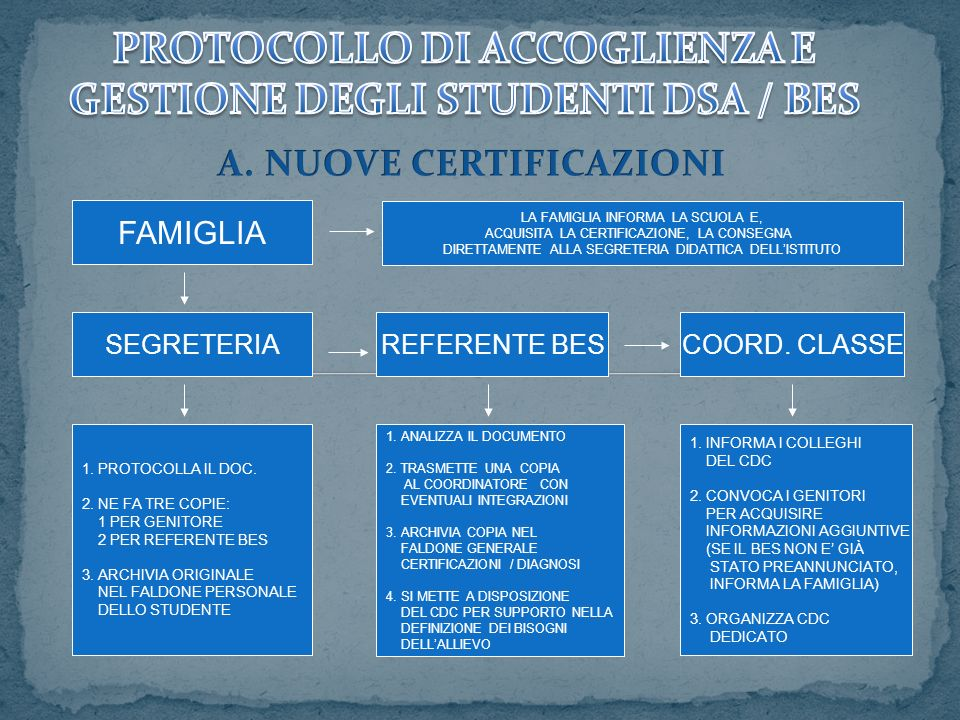 PROTOCOLLO DI ACCOGLIENZA E
GESTIONE DEGLI STUDENTI DSA / BES
A. NUOVE CERTIFICAZIONI
FAMIGLIA
LA FAMIGLIA INFORMA LA SCUOLA E,
ACQUISITA LA CERTIFICAZIONE, LA CONSEGNA
DIRETTAMENTE ALLA SEGRETERIA DIDATTICA DELL'ISTITUTO
SEGRETERIA
REFERENTE BES
COORD. CLASSE
1. PROTOCOLLA IL DOC.
2. NE FA TRE COPIE:
1 PER GENITORE
2 PER REFERENTE BES
3. ARCHIVIA ORIGINALE
NEL FALDONE PERSONALE
DELLO STUDENTE
1. ANALIZZA IL DOCUMENTO
2. TRASMETTE UNA COPIA
AL COORDINATORE CON
EVENTUALI INTEGRAZIONI
3. ARCHIVIA COPIA NEL
FALDONE GENERALE
CERTIFICAZIONI / DIAGNOSI
4. SI METTE A DISPOSIZIONE
DEL CDC PER SUPPORTO NELLA
DEFINIZIONE DEI BISOGNI
DELL'ALLIEVO
1. INFORMA I COLLEGHI
DEL CDC
2. CONVOCA I GENITORI
PER ACQUISIRE
INFORMAZIONI AGGIUNTIVE
(SE IL BES NON E' GIÀ
STATO PREANNUNCIATO,
INFORMA LA FAMIGLIA)
3. ORGANIZZA CDC
DEDICATO